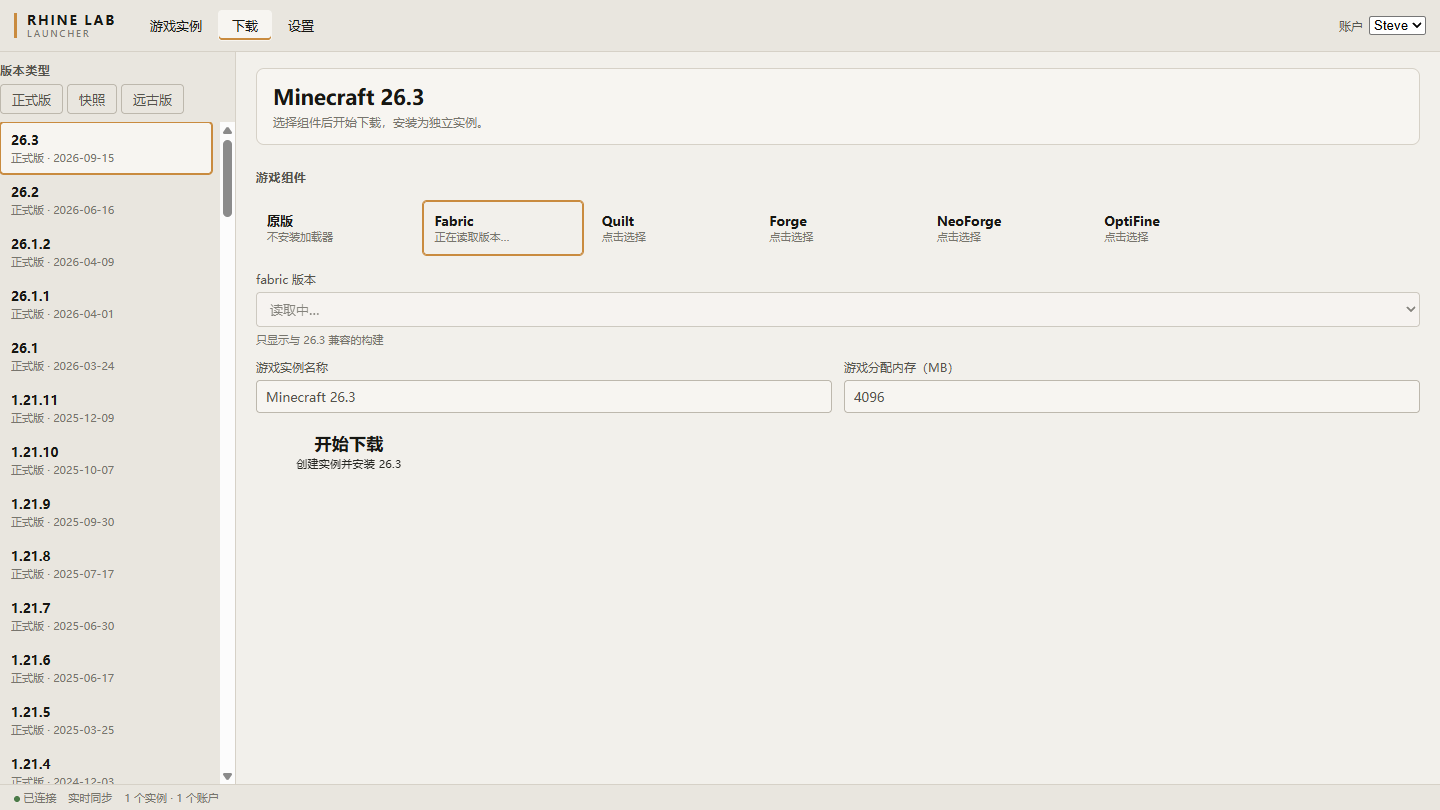 RHINE LAB
LAUNCHER
游戏实例
下载
设置
账户
Steve
版本类型
正式版
快照
远古版
26.3
正式版 · 2026-09-15
26.2
正式版 · 2026-06-16
26.1.2
正式版 · 2026-04-09
26.1.1
正式版 · 2026-04-01
26.1
正式版 · 2026-03-24
1.21.11
正式版 · 2025-12-09
1.21.10
正式版 · 2025-10-07
1.21.9
正式版 · 2025-09-30
1.21.8
正式版 · 2025-07-17
1.21.7
正式版 · 2025-06-30
1.21.6
正式版 · 2025-06-17
1.21.5
正式版 · 2025-03-25
1.21.4
正式版 · 2024-12-03
Minecraft 26.3
选择组件后开始下载，安装为独立实例。
游戏组件
原版
不安装加载器
Fabric
正在读取版本...
Quilt
点击选择
Forge
点击选择
NeoForge
点击选择
OptiFine
点击选择
fabric 版本
读取中...
只显示与 26.3 兼容的构建
游戏实例名称
Minecraft 26.3
游戏分配内存（MB）
4096
开始下载
创建实例并安装 26.3
已连接
实时同步
1 个实例 · 1 个账户